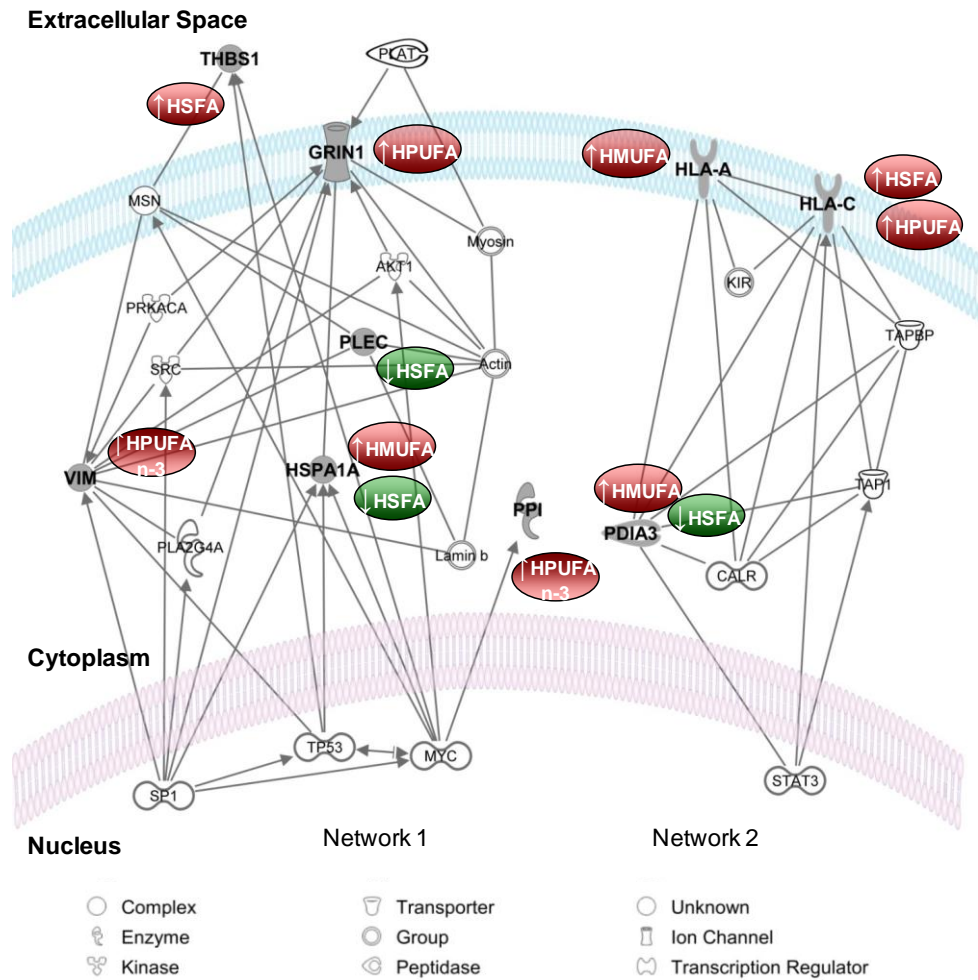 Extracellular Space
THBS1
PLAT
↑HSFA
GRIN1
↑HPUFA
↑HMUFA
HLA-A
↑HSFA
HLA-C
↑HPUFA
MSN
Myosin
AKT1
KIR
PRKACA
PLEC
TAPBP
SRC
Actin
↓HSFA
↑HPUFA
n-3
↑HMUFA
VIM
HSPA1A
↓HSFA
PPI
↑HMUFA
TAP1
↓HSFA
PDIA3
PLA2G4A
Lamin b
↑HPUFA
n-3
CALR
Cytoplasm
TP53
MYC
SP1
STAT3
Network 1
Network 2
Nucleus
Complex
Transporter
Unknown
Enzyme
Group
Ion Channel
Kinase
Peptidase
Transcription Regulator